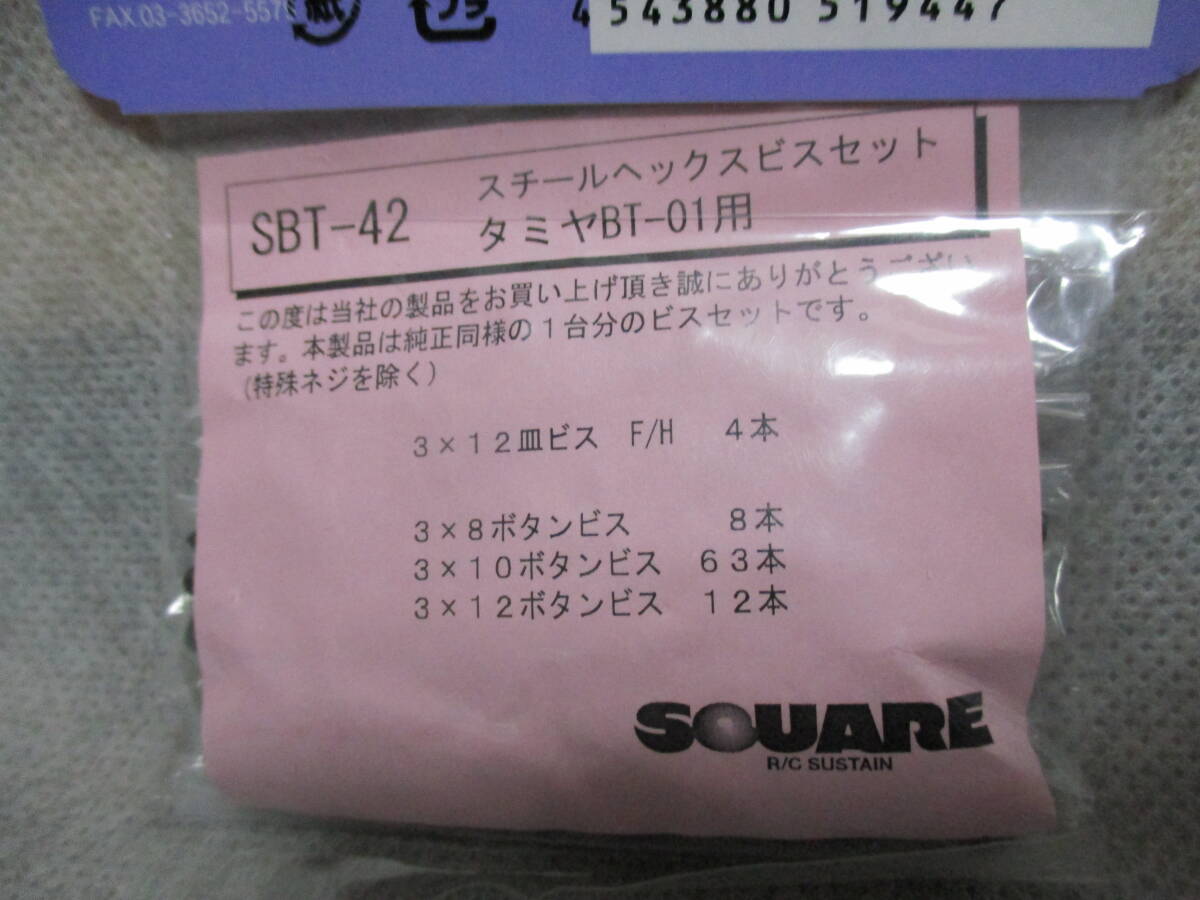 FAX.03-3652-557
紙
プラ
4543880 519447
SBT-42
スチールヘックスビスセット
タミヤBT-01用
この度は当社の製品をお買い上げ頂き誠にありがとうござい
ます。本製品は純正同様の１台分のビスセットです。
(特殊ネジを除く)
３×１２皿ビス F/H ４本
３×８ボタンビス ８本
３×１０ボタンビス ６３本
３×１２ボタンビス １２本
SQUARE
R/C SUSTAIN